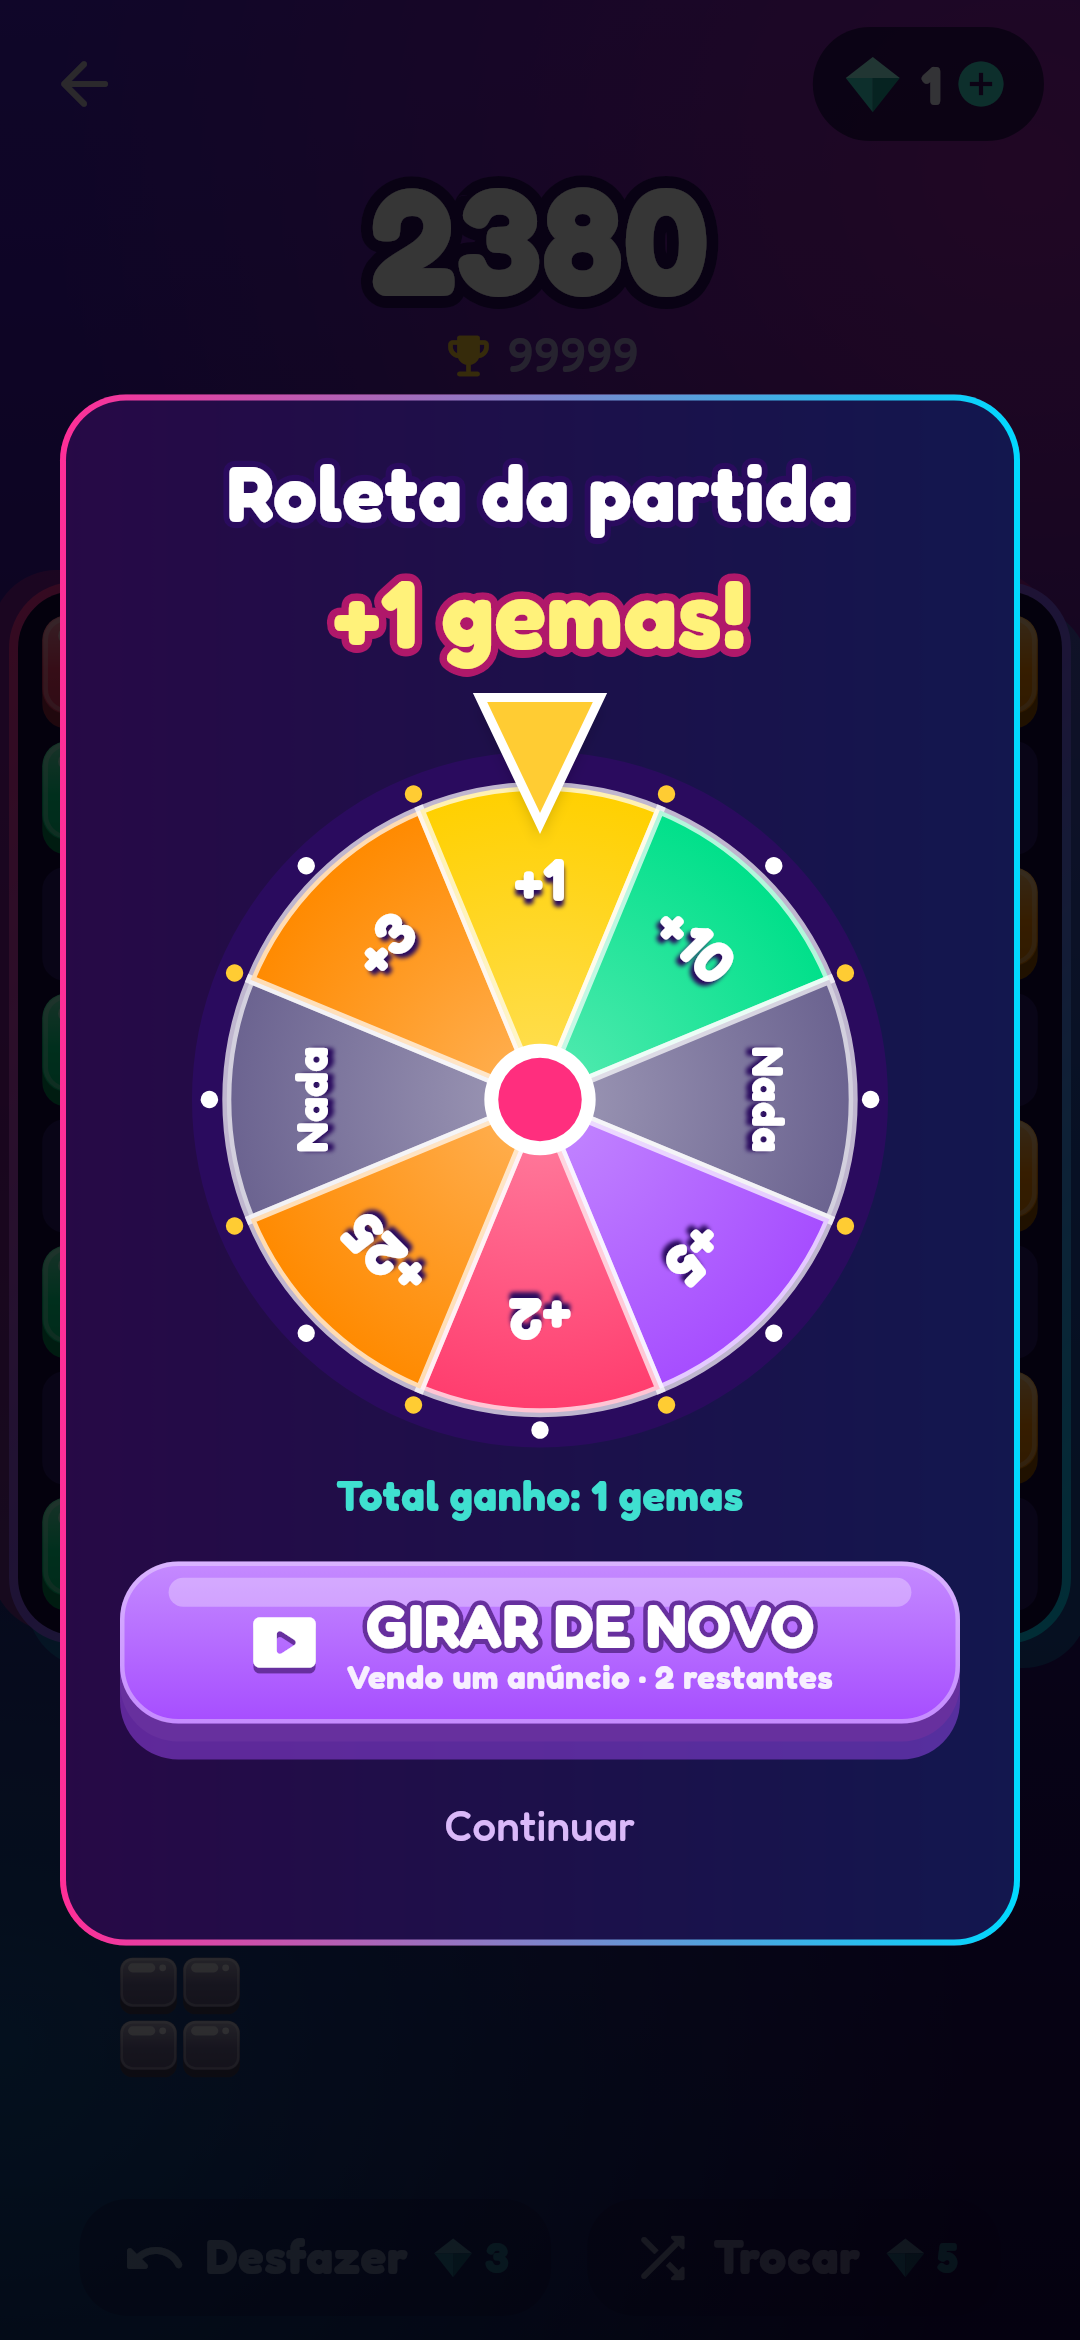 1
2380
99999
Roleta da partida
+1 gemas!
+1
+10
Nada
+5
+2
+25
Nada
+3
Total ganho: 1 gemas
GIRAR DE NOVO
Vendo um anúncio · 2 restantes
Continuar
Desfazer 3
Trocar 5